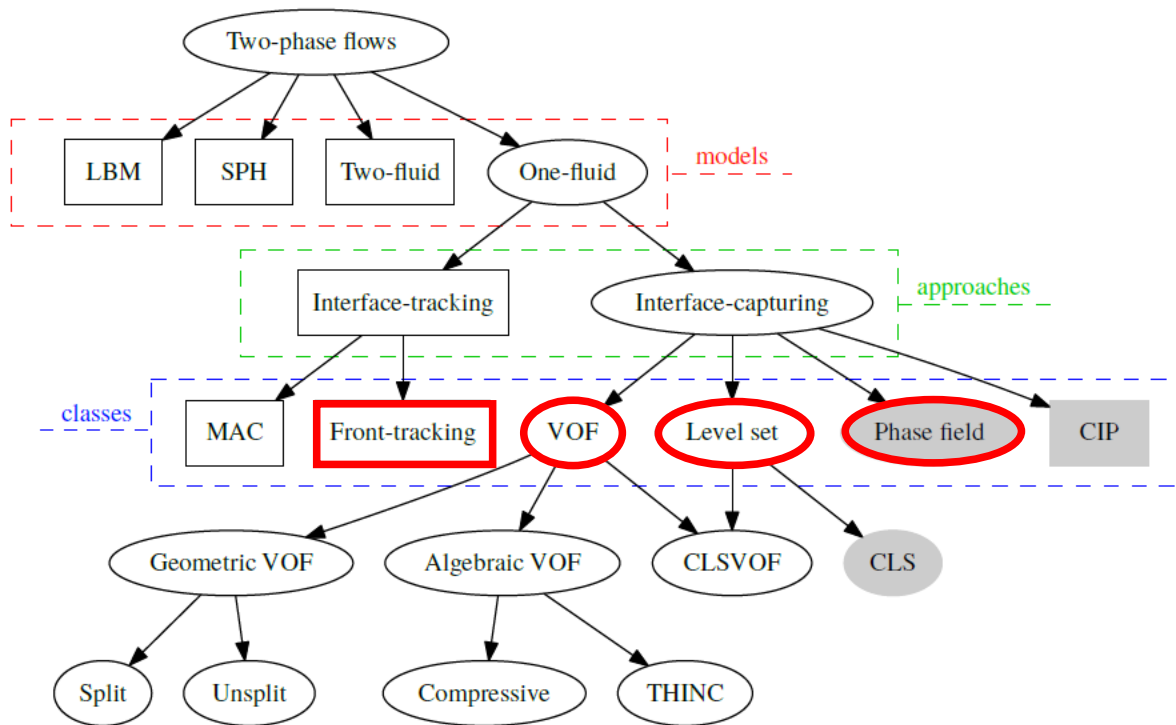 Two-phase flows
LBM
SPH
Two-fluid
One-fluid
models
Interface-tracking
Interface-capturing
approaches
classes
MAC
Front-tracking
VOF
Level set
Phase field
CIP
Geometric VOF
Algebraic VOF
CLSVOF
CLS
Split
Unsplit
Compressive
THINC